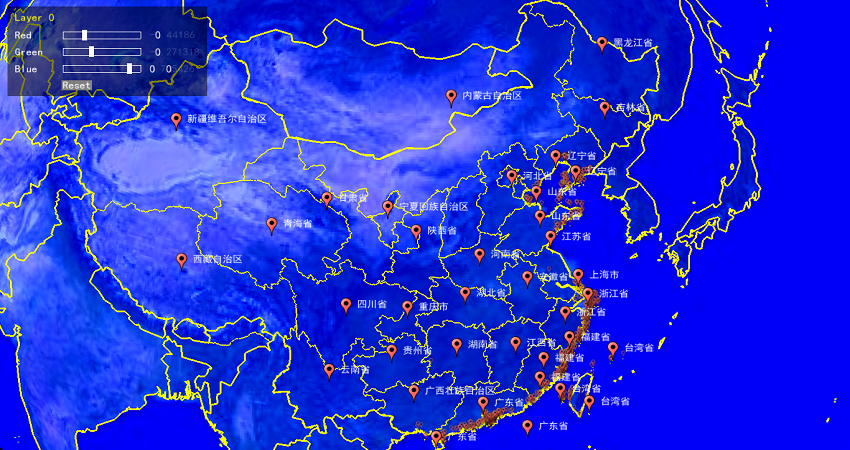 Layer 0
Red -0.44186
Green -0.271318
Blue
Reset
黑龙江省
内蒙古自治区
吉林省
新疆维吾尔自治区
辽宁省
辽宁省
河北省
山东省
甘肃省
宁夏回族自治区
山东省
青海省
陕西省
江苏省
河南省
西藏自治区
安徽省
上海市
湖北省
浙江省
四川省
重庆市
浙江省
福建省
湖南省
江西省
台湾省
贵州省
福建省
云南省
福建省
广西壮族自治区
台湾省
广东省
台湾省
广东省
广东省